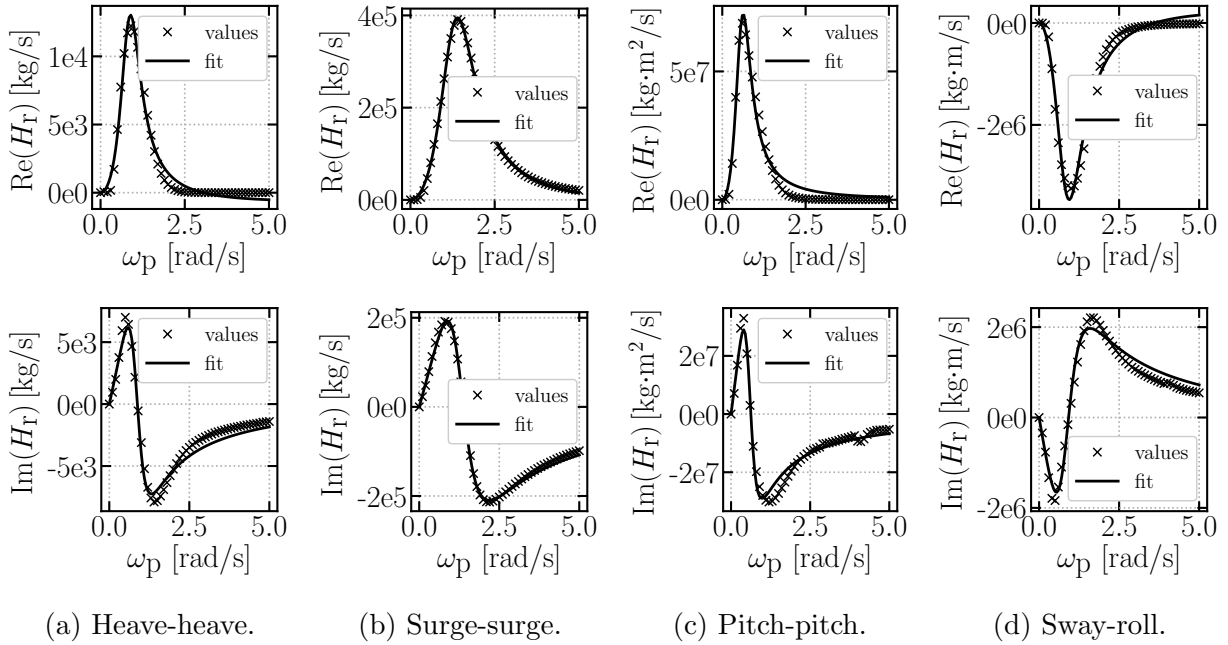 Re(H_r) [kg/s]
1e4
5e3
0e0
0.0 2.5 5.0
ω_p [rad/s]
× values
fit
Re(H_r) [kg/s]
4e5
2e5
0e0
0.0 2.5 5.0
ω_p [rad/s]
× values
fit
Re(H_r) [kg·m²/s]
5e7
0e0
0.0 2.5 5.0
ω_p [rad/s]
× values
fit
Re(H_r) [kg·m/s]
0e0
-2e6
0.0 2.5 5.0
ω_p [rad/s]
× values
fit
Im(H_r) [kg/s]
5e3
0e0
-5e3
0.0 2.5 5.0
ω_p [rad/s]
× values
fit
Im(H_r) [kg/s]
2e5
0e0
-2e5
0.0 2.5 5.0
ω_p [rad/s]
× values
fit
Im(H_r) [kg·m²/s]
2e7
0e0
-2e7
0.0 2.5 5.0
ω_p [rad/s]
× values
fit
Im(H_r) [kg·m/s]
2e6
0e0
-2e6
0.0 2.5 5.0
ω_p [rad/s]
× values
fit
(a) Heave-heave. (b) Surge-surge. (c) Pitch-pitch. (d) Sway-roll.